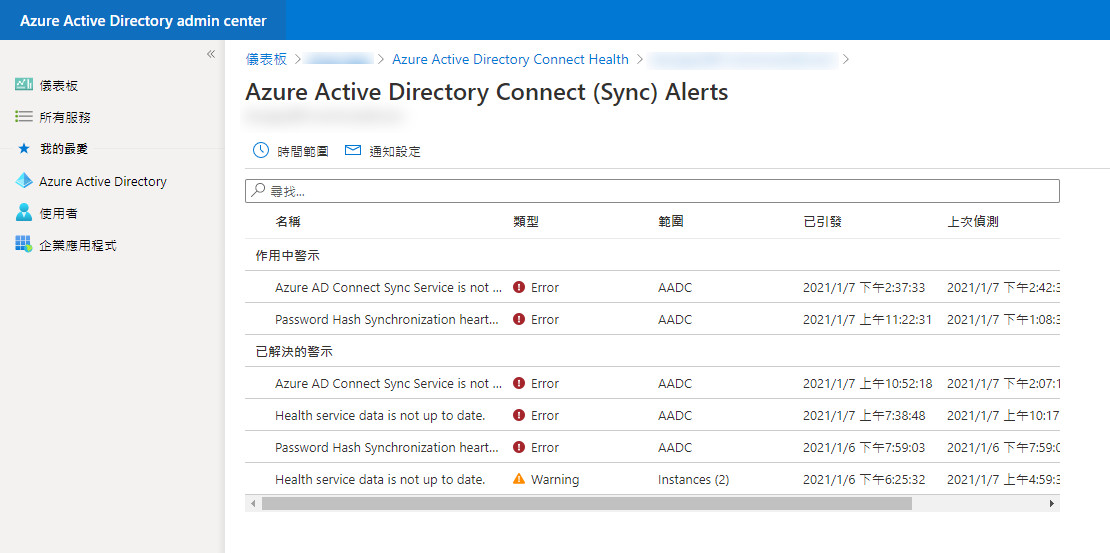 Azure Active Directory admin center
«
儀表板
所有服務
我的最愛
Azure Active Directory
使用者
企業應用程式
儀表板 > > Azure Active Directory Connect Health > >
Azure Active Directory Connect (Sync) Alerts
時間範圍 通知設定
尋找...
名稱 類型 範圍 已引發 上次偵測
作用中警示
Azure AD Connect Sync Service is not ... Error AADC 2021/1/7 下午2:37:33 2021/1/7 下午2:42:3
Password Hash Synchronization heart... Error AADC 2021/1/7 上午11:22:31 2021/1/7 下午1:08:3
已解決的警示
Azure AD Connect Sync Service is not ... Error AADC 2021/1/7 上午10:52:18 2021/1/7 下午2:07:1
Health service data is not up to date. Error AADC 2021/1/7 上午7:38:48 2021/1/7 上午10:17
Password Hash Synchronization heart... Error AADC 2021/1/6 下午7:59:03 2021/1/6 下午7:59:0
Health service data is not up to date. Warning Instances (2) 2021/1/6 下午6:25:32 2021/1/7 上午4:59:3